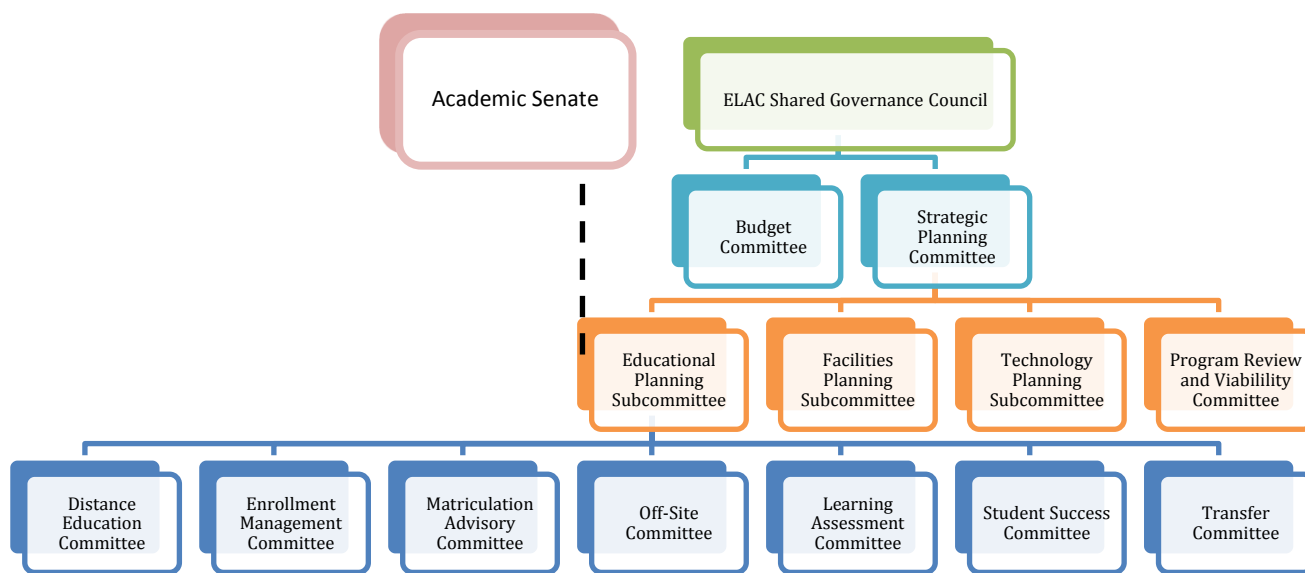 Academic Senate
ELAC Shared Governance Council
Budget
Committee
Strategic
Planning
Committee
Educational
Planning
Subcommittee
Facilities
Planning
Subcommittee
Technology
Planning
Subcommittee
Program Review
and Viabilility
Committee
Distance
Education
Committee
Enrollment
Management
Committee
Matriculation
Advisory
Committee
Off-Site
Committee
Learning
Assessment
Committee
Student Success
Committee
Transfer
Committee